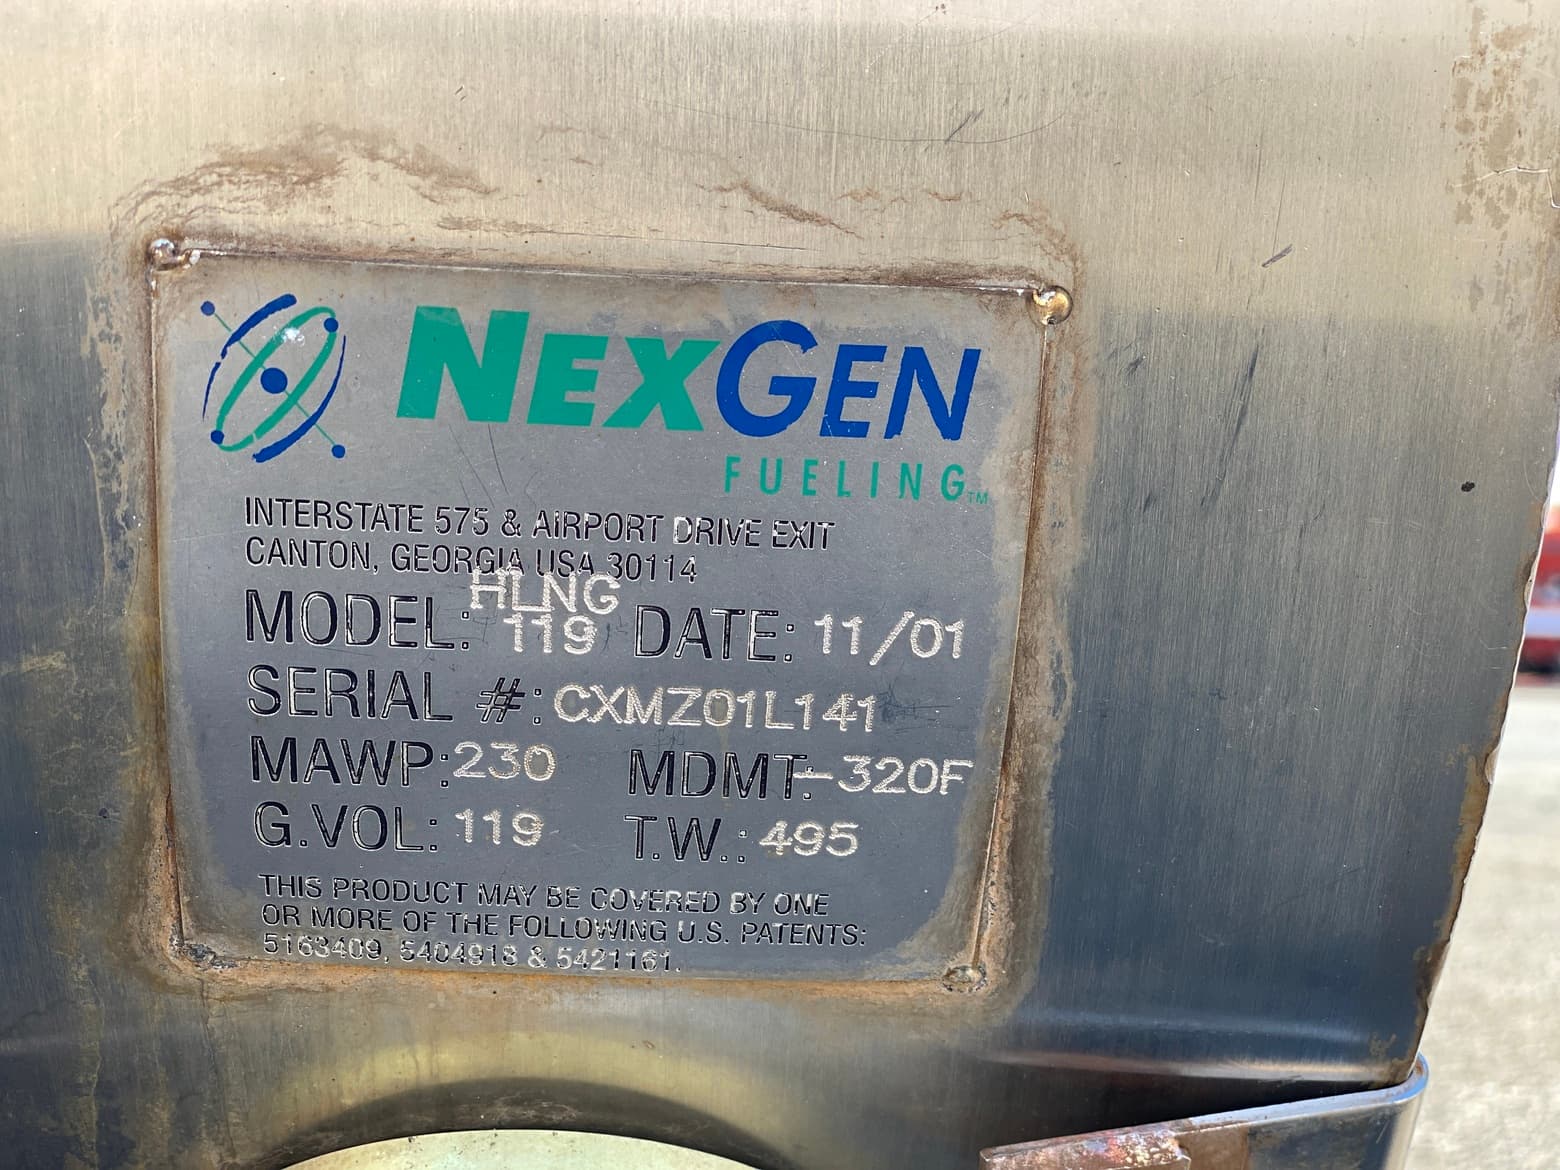 NEXGEN
FUELING™
INTERSTATE 575 & AIRPORT DRIVE EXIT
CANTON, GEORGIA USA 30114
MODEL: HLNG 119 DATE: 11/01
SERIAL #: CXMZ01L141
MAWP: 230 MDMT: -320F
G.VOL: 119 T.W.: 495
THIS PRODUCT MAY BE COVERED BY ONE
OR MORE OF THE FOLLOWING U.S. PATENTS:
5163409, 5404918 & 5421161.